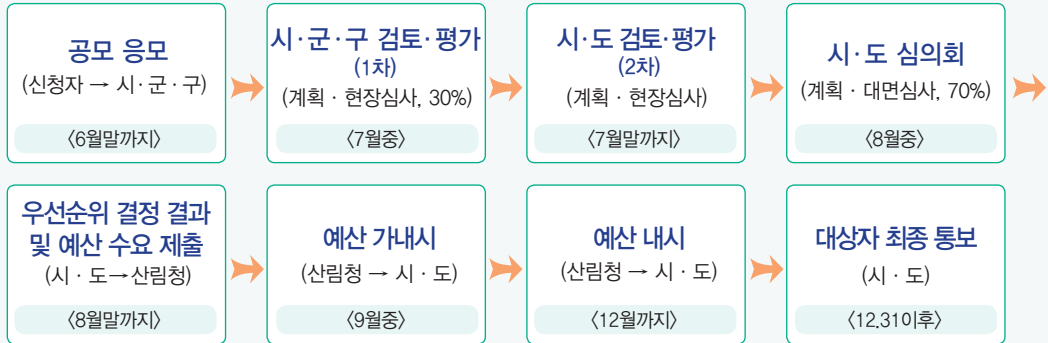 공모 응모
(신청자 → 시·군·구)
〈6월말까지〉
시·군·구 검토·평가
(1차)
(계획·현장심사, 30%)
〈7월중〉
시·도 검토·평가
(2차)
(계획·현장심사)
〈7월말까지〉
시·도 심의회
(계획·대면심사, 70%)
〈8월중〉
우선순위 결정 결과
및 예산 수요 제출
(시·도→산림청)
〈8월말까지〉
예산 가내시
(산림청 → 시·도)
〈9월중〉
예산 내시
(산림청 → 시·도)
〈12월까지〉
대상자 최종 통보
(시·도)
〈12.31이후〉